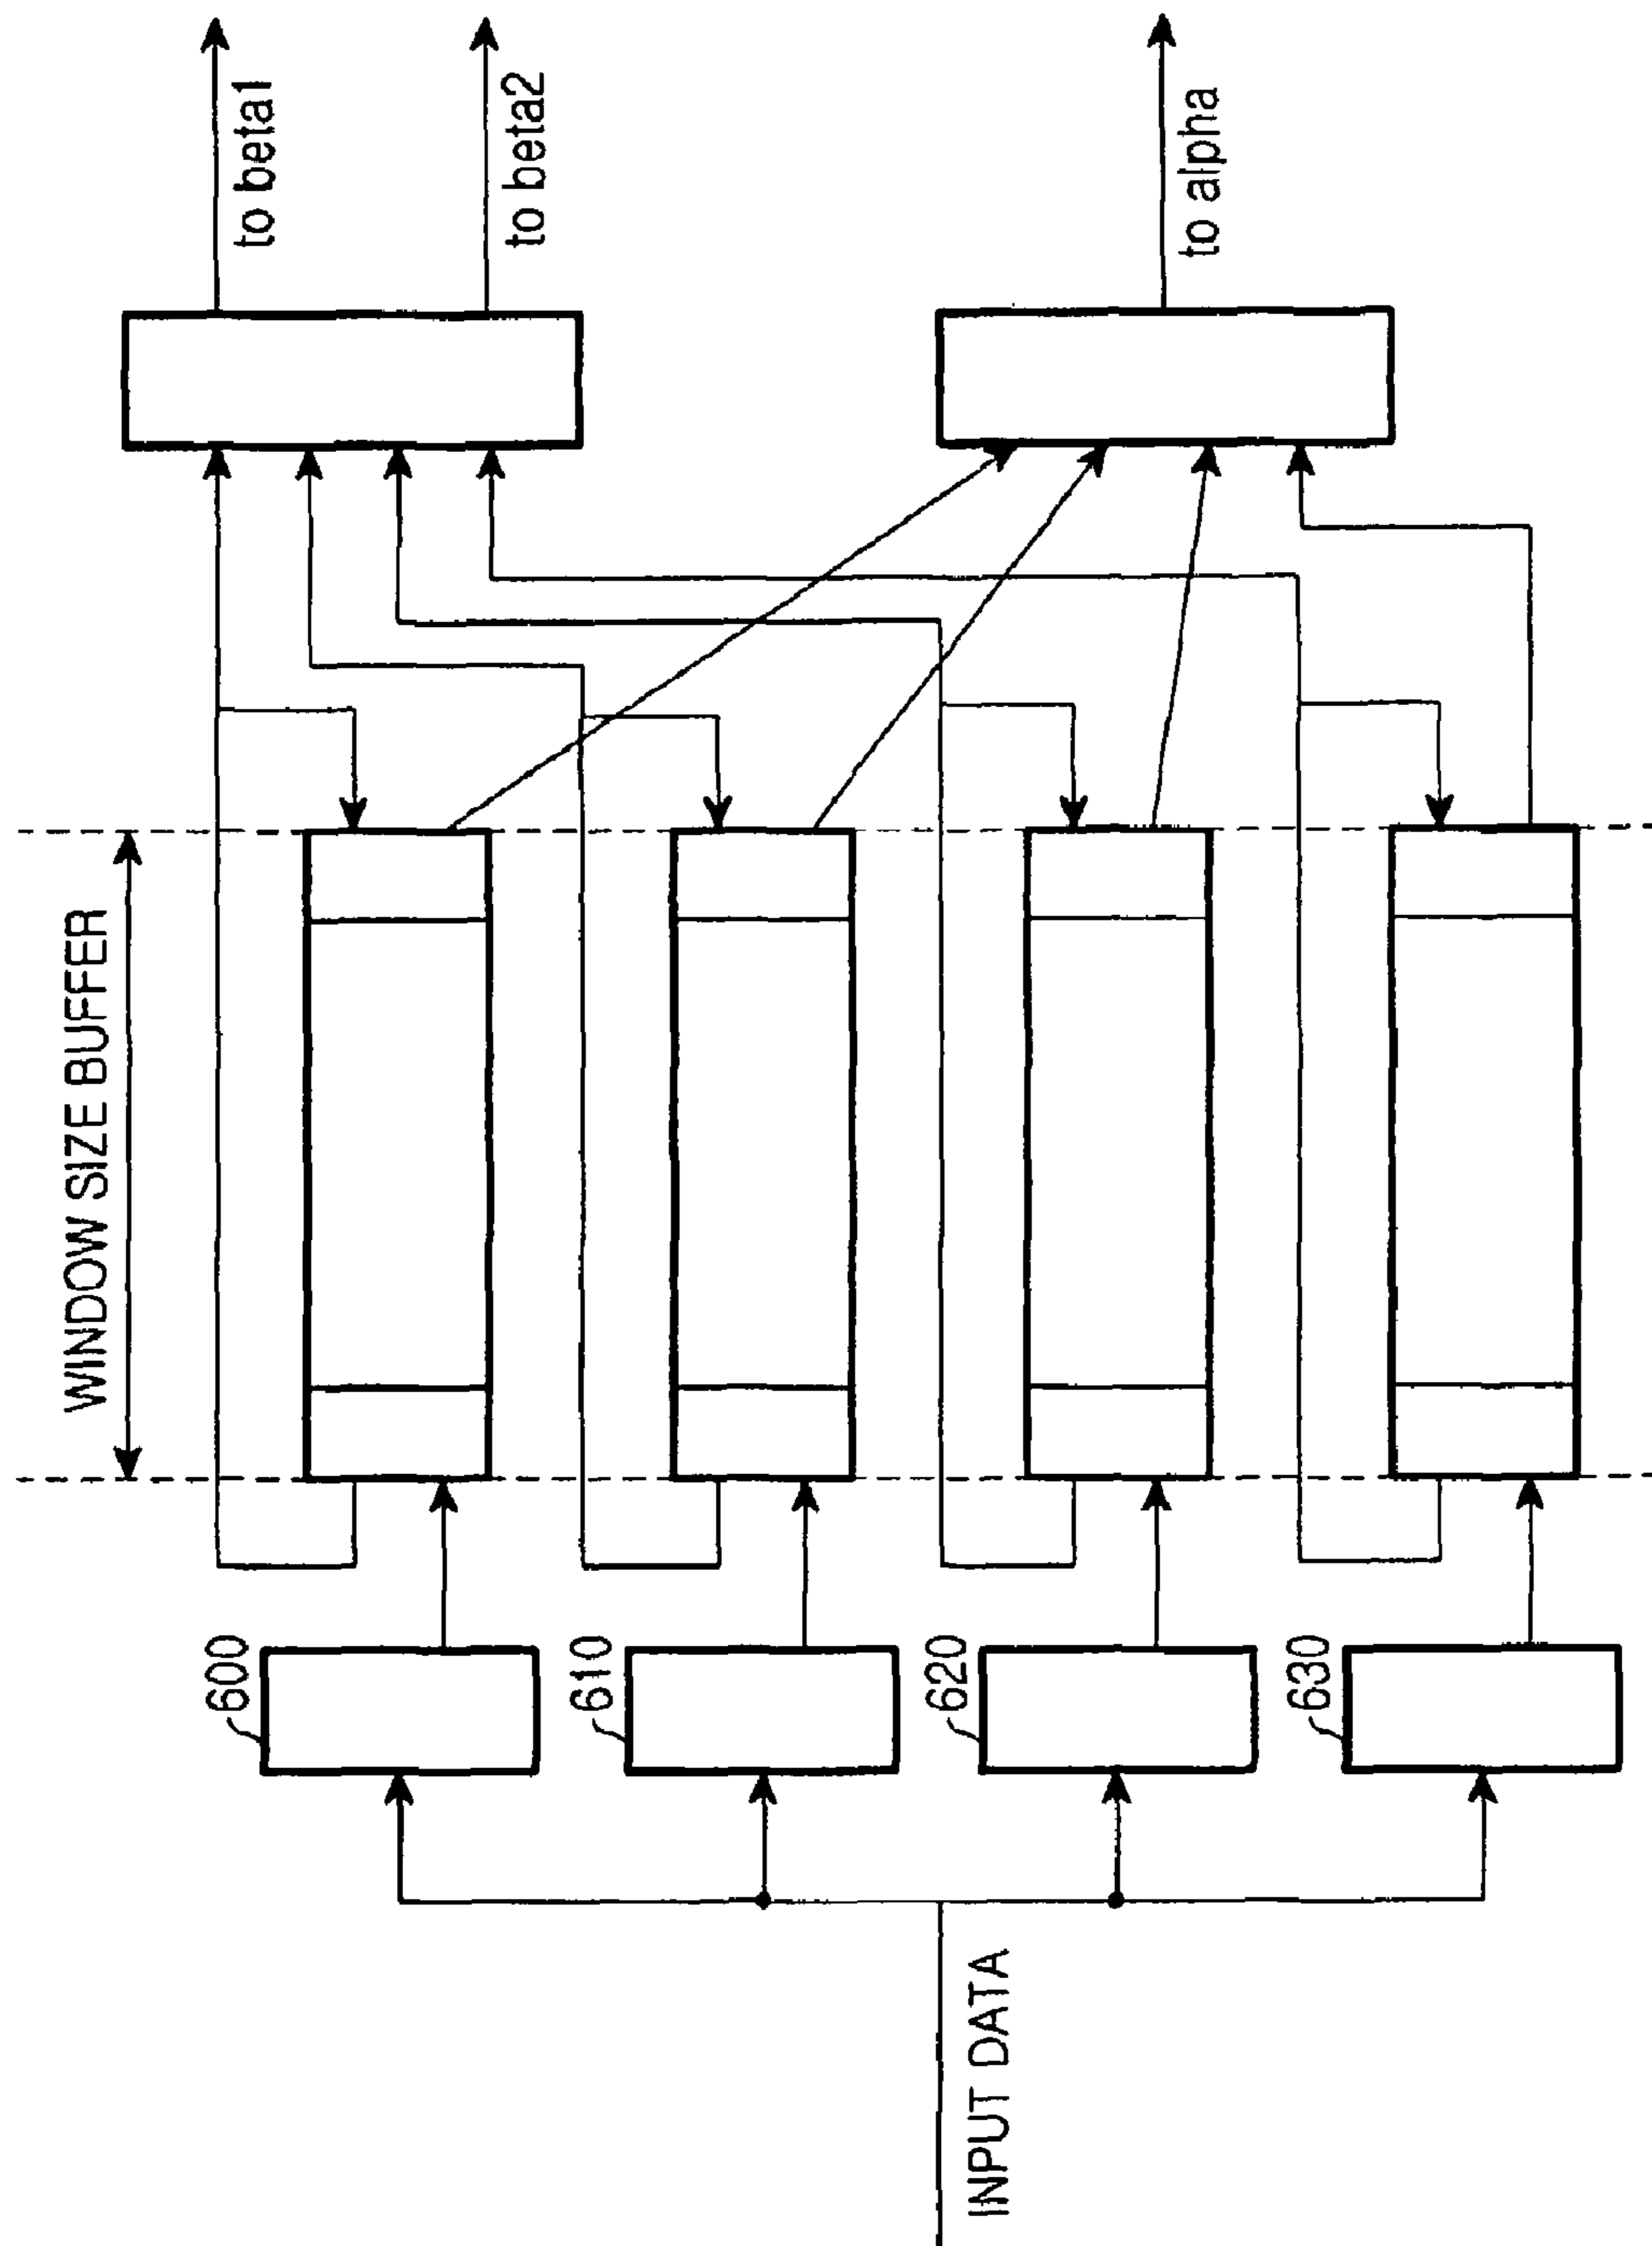 WINDOW SIZE BUFFER
to beta1
to beta2
to alpha
600
610
620
630
INPUT DATA